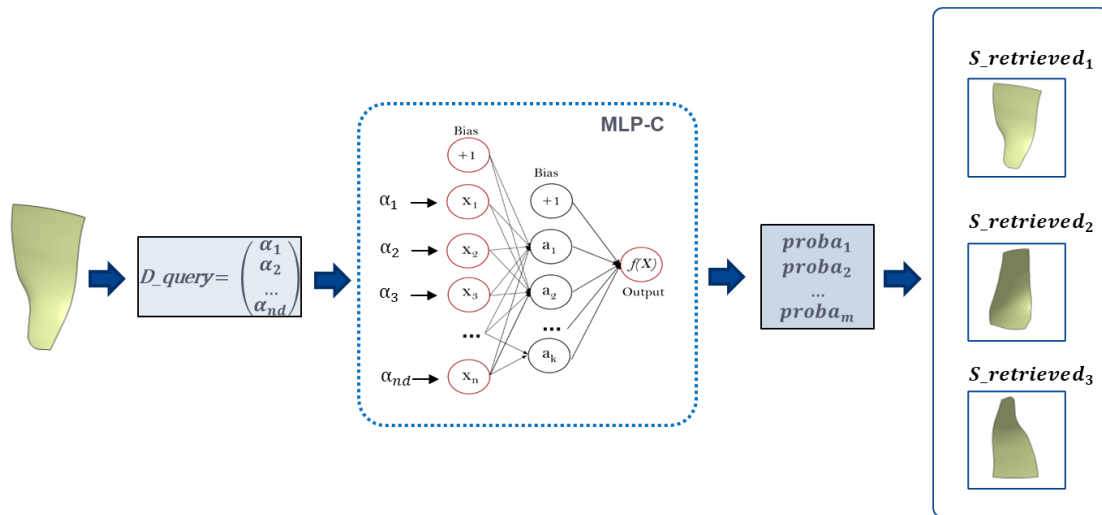 D_query= ( α1
α2
...
αnd )
MLP-C
Bias
+1
α1
x1
α2
x2
α3
x3
...
αnd
xn
Bias
+1
a1
a2
...
ak
f(X)
Output
proba1
proba2
...
probam
S_retrieved1
S_retrieved2
S_retrieved3